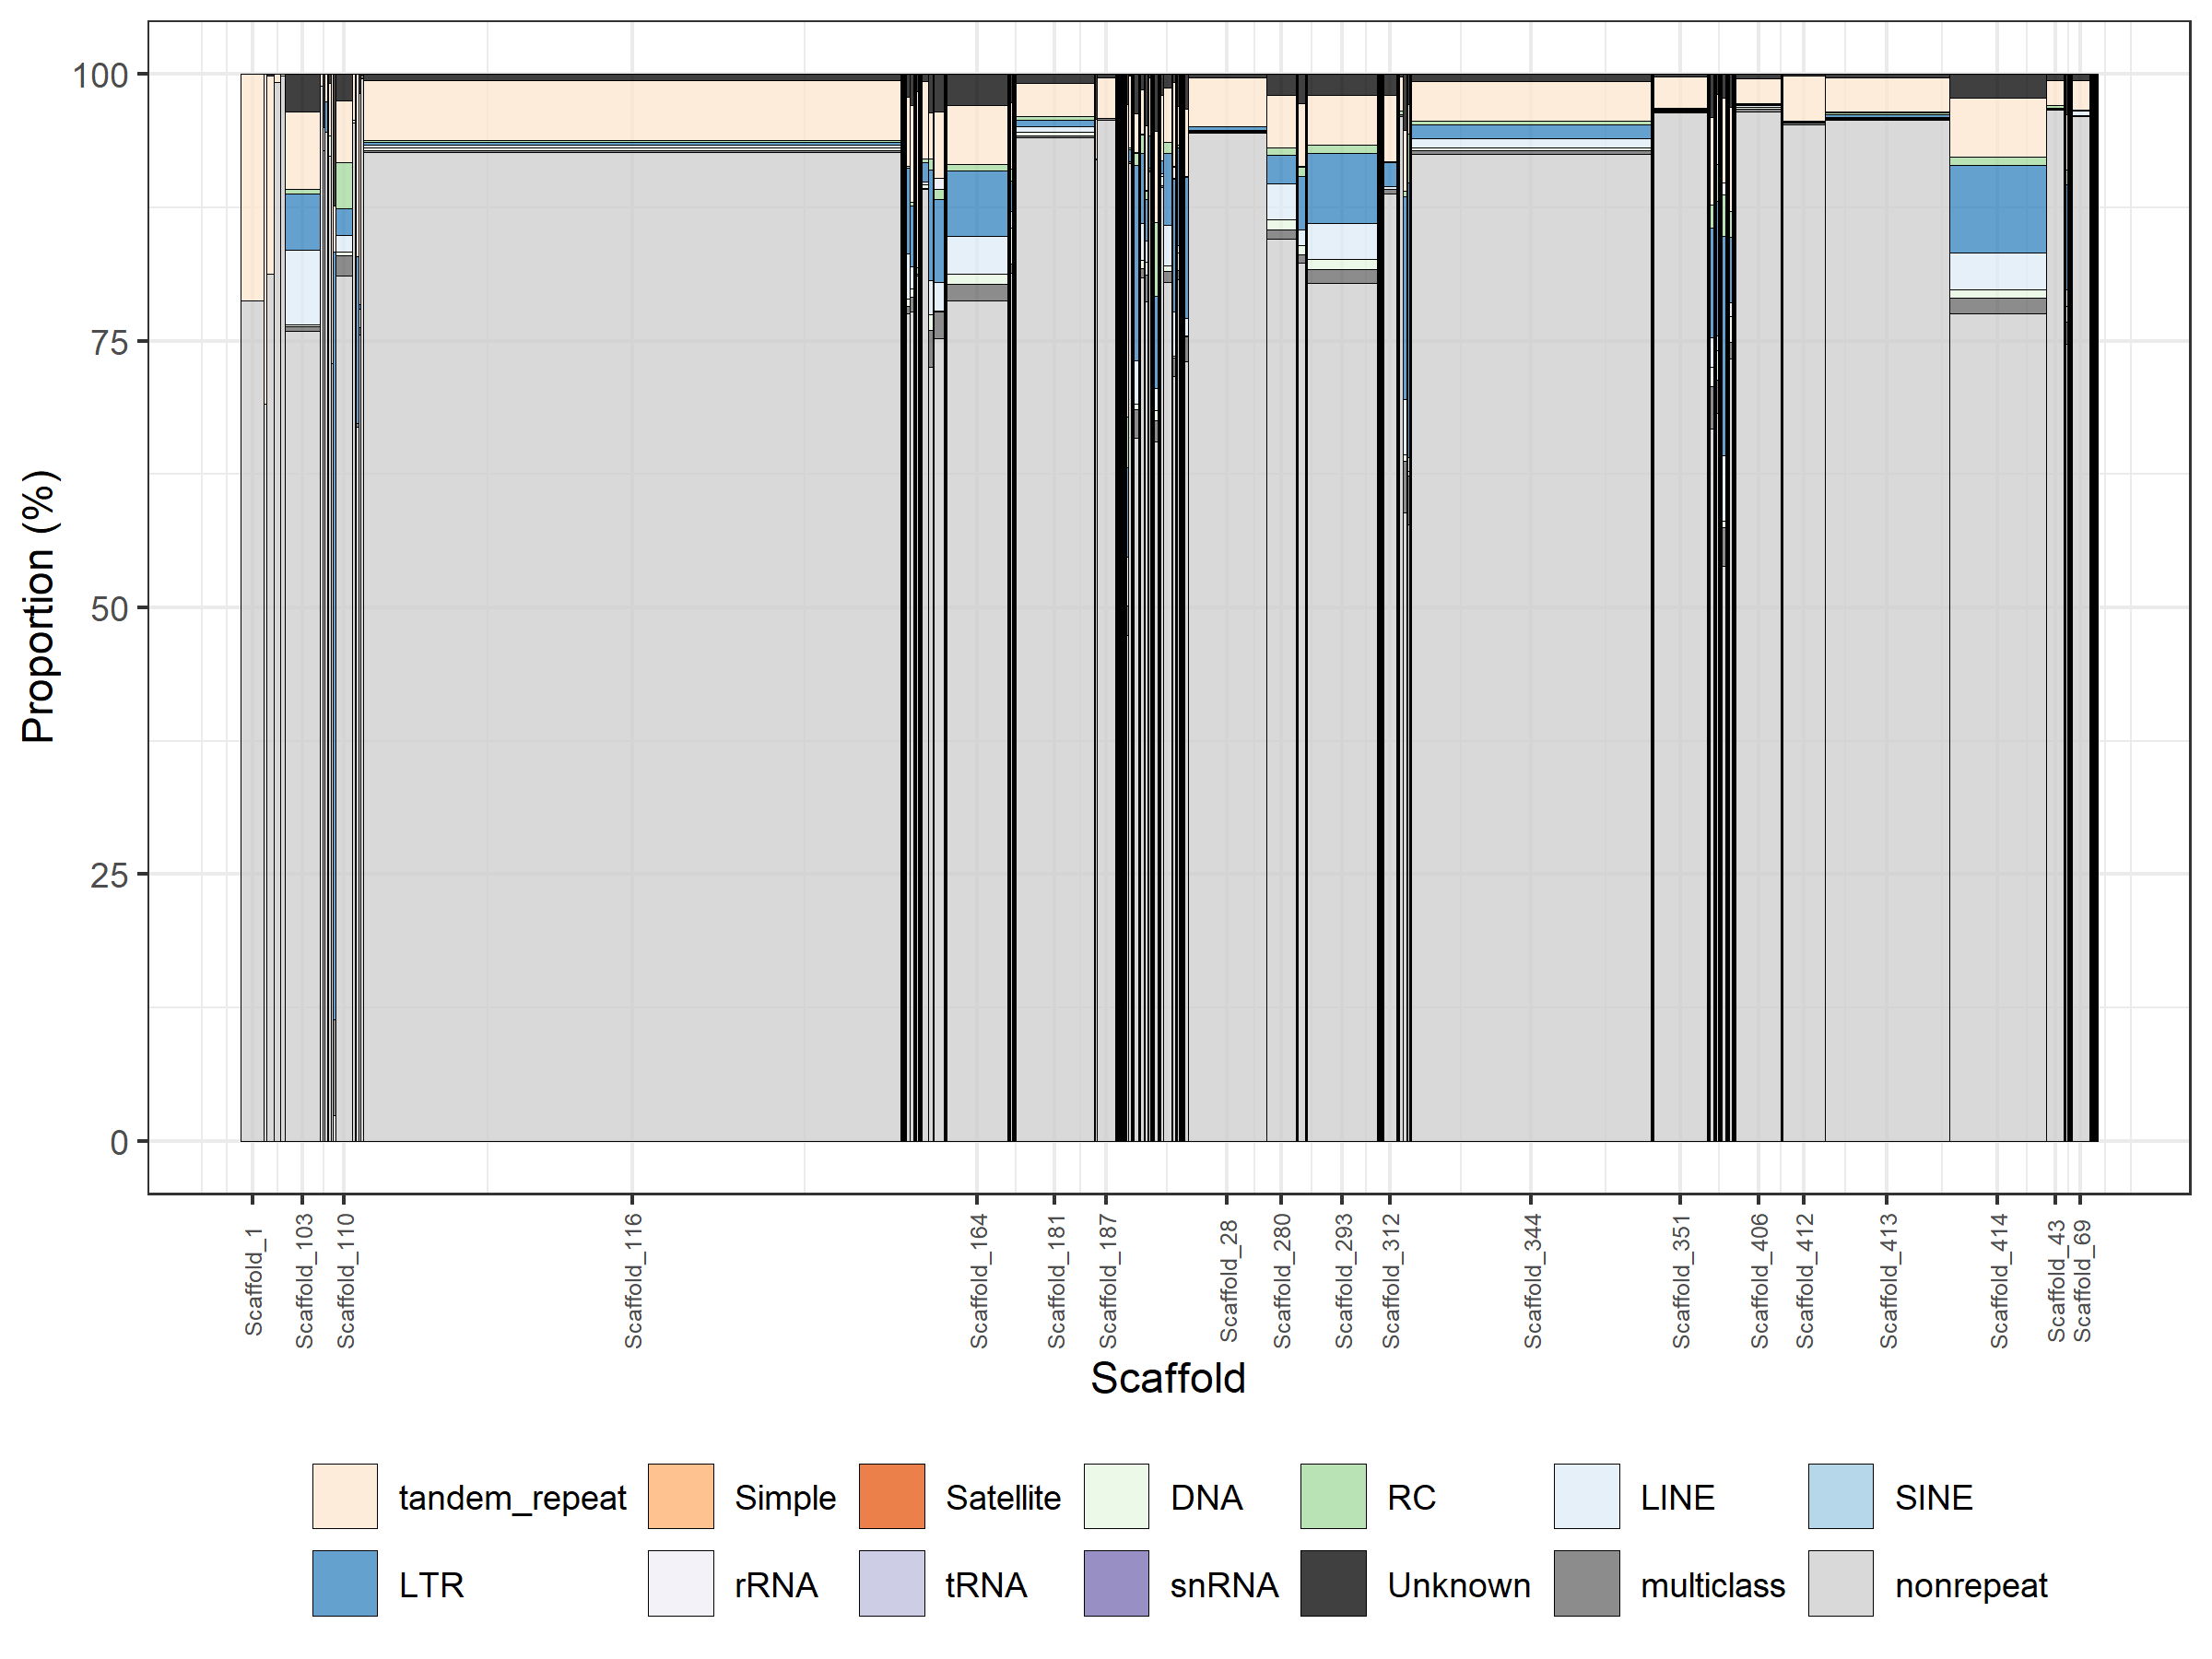 100
75
50
25
0
Proportion (%)
Scaffold_1
Scaffold_103
Scaffold_110
Scaffold_116
Scaffold_164
Scaffold_181
Scaffold_187
Scaffold_28
Scaffold_280
Scaffold_293
Scaffold_312
Scaffold_344
Scaffold_351
Scaffold_406
Scaffold_412
Scaffold_413
Scaffold_414
Scaffold_43
Scaffold_69
Scaffold
tandem_repeat Simple Satellite DNA RC LINE SINE
LTR rRNA tRNA snRNA Unknown multiclass nonrepeat